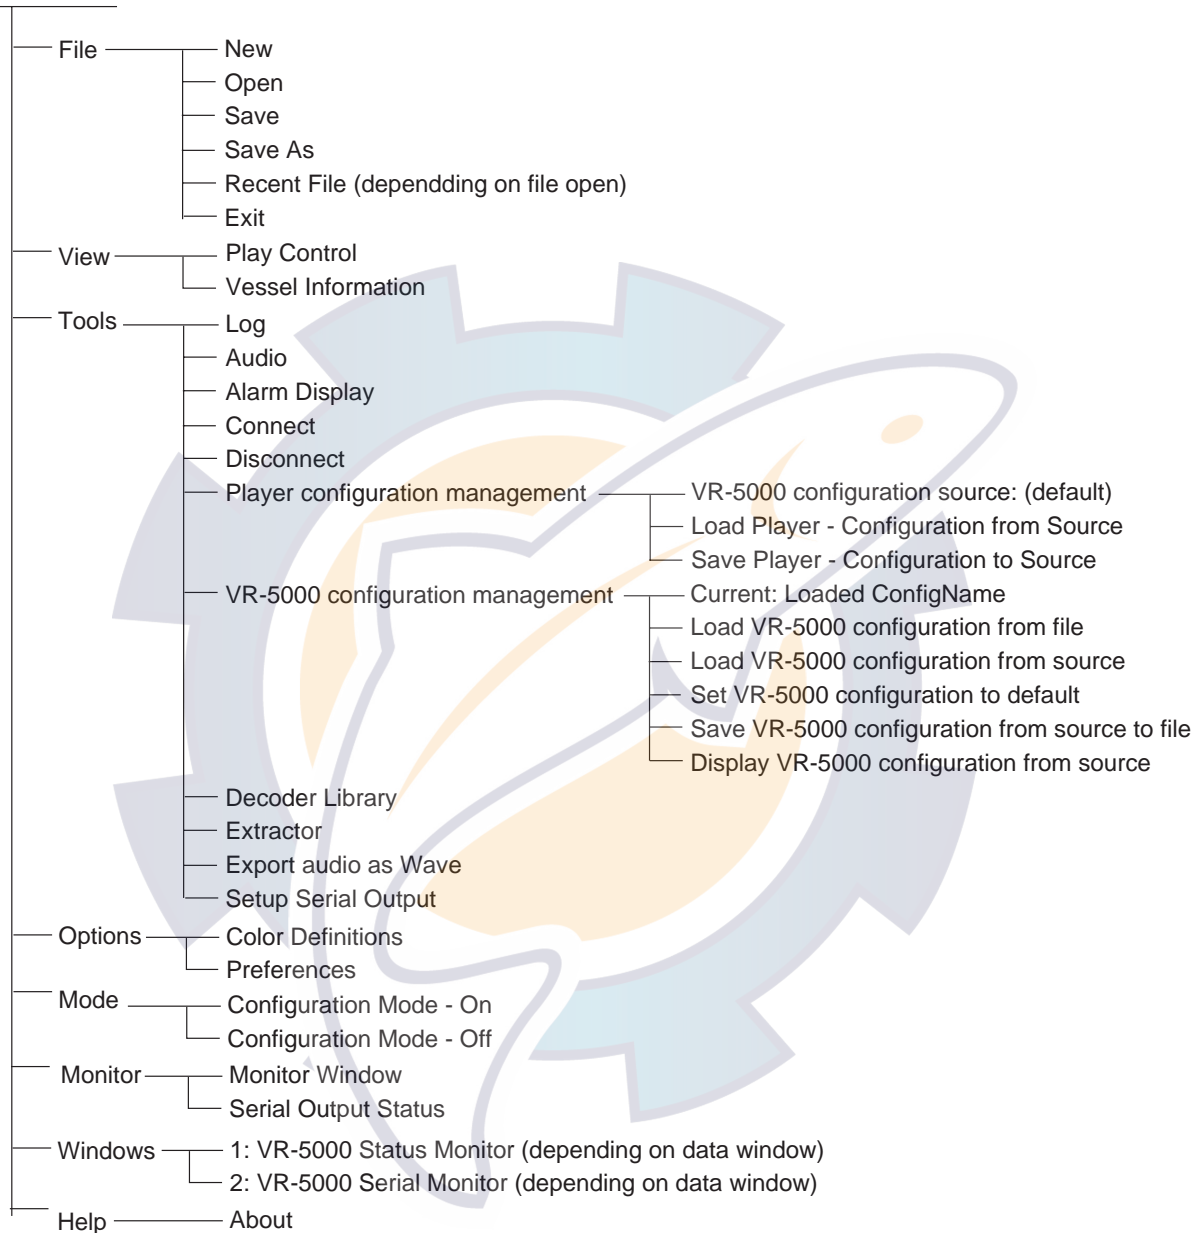 File
New
Open
Save
Save As
Recent File (dependding on file open)
Exit
View
Play Control
Vessel Information
Tools
Log
Audio
Alarm Display
Connect
Disconnect
Player configuration management
VR-5000 configuration source: (default)
Load Player - Configuration from Source
Save Player - Configuration to Source
VR-5000 configuration management
Current: Loaded ConfigName
Load VR-5000 configuration from file
Load VR-5000 configuration from source
Set VR-5000 configuration to default
Save VR-5000 configuration from source to file
Display VR-5000 configuration from source
Decoder Library
Extractor
Export audio as Wave
Setup Serial Output
Options
Color Definitions
Preferences
Mode
Configuration Mode - On
Configuration Mode - Off
Monitor
Monitor Window
Serial Output Status
Windows
1: VR-5000 Status Monitor (depending on data window)
2: VR-5000 Serial Monitor (depending on data window)
Help
About